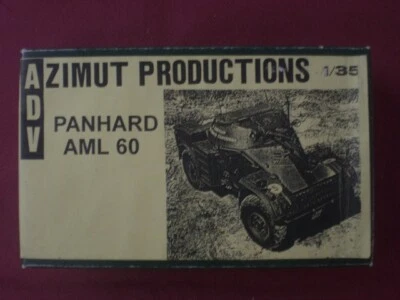 ADV
AZIMUT PRODUCTIONS 1/35
PANHARD
AML 60